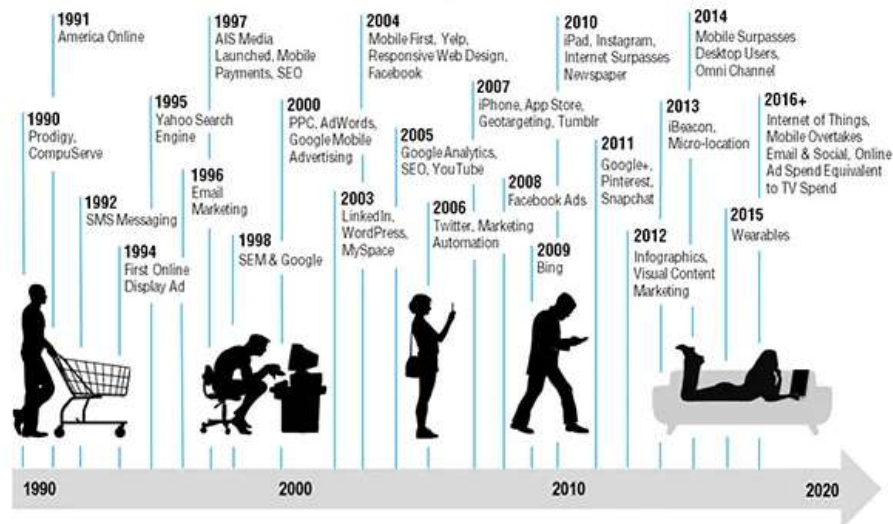 1991
America Online
1997
AIS Media
Launched, Mobile
Payments, SEO
2004
Mobile First, Yelp,
Responsive Web Design,
Facebook
2010
iPad, Instagram,
Internet Surpasses
Newspaper
2014
Mobile Surpasses
Desktop Users,
Omni Channel
1990
Prodigy,
CompuServe
1995
Yahoo Search
Engine
2000
PPC, AdWords,
Google Mobile
Advertising
2007
iPhone, App Store,
Geotargeting, Tumblr
2013
iBeacon,
Micro-location
2016+
Internet of Things,
Mobile Overtakes
Email & Social, Online
Ad Spend Equivalent
to TV Spend
2005
Google Analytics,
SEO, YouTube
2011
Google+,
Pinterest,
Snapchat
1992
SMS Messaging
1996
Email
Marketing
2003
LinkedIn,
WordPress,
MySpace
2008
Facebook Ads
2006
Twitter, Marketing
Automation
2015
Wearables
1994
First Online
Display Ad
1998
SEM & Google
2009
Bing
2012
Infographics,
Visual Content
Marketing
1990
2000
2010
2020